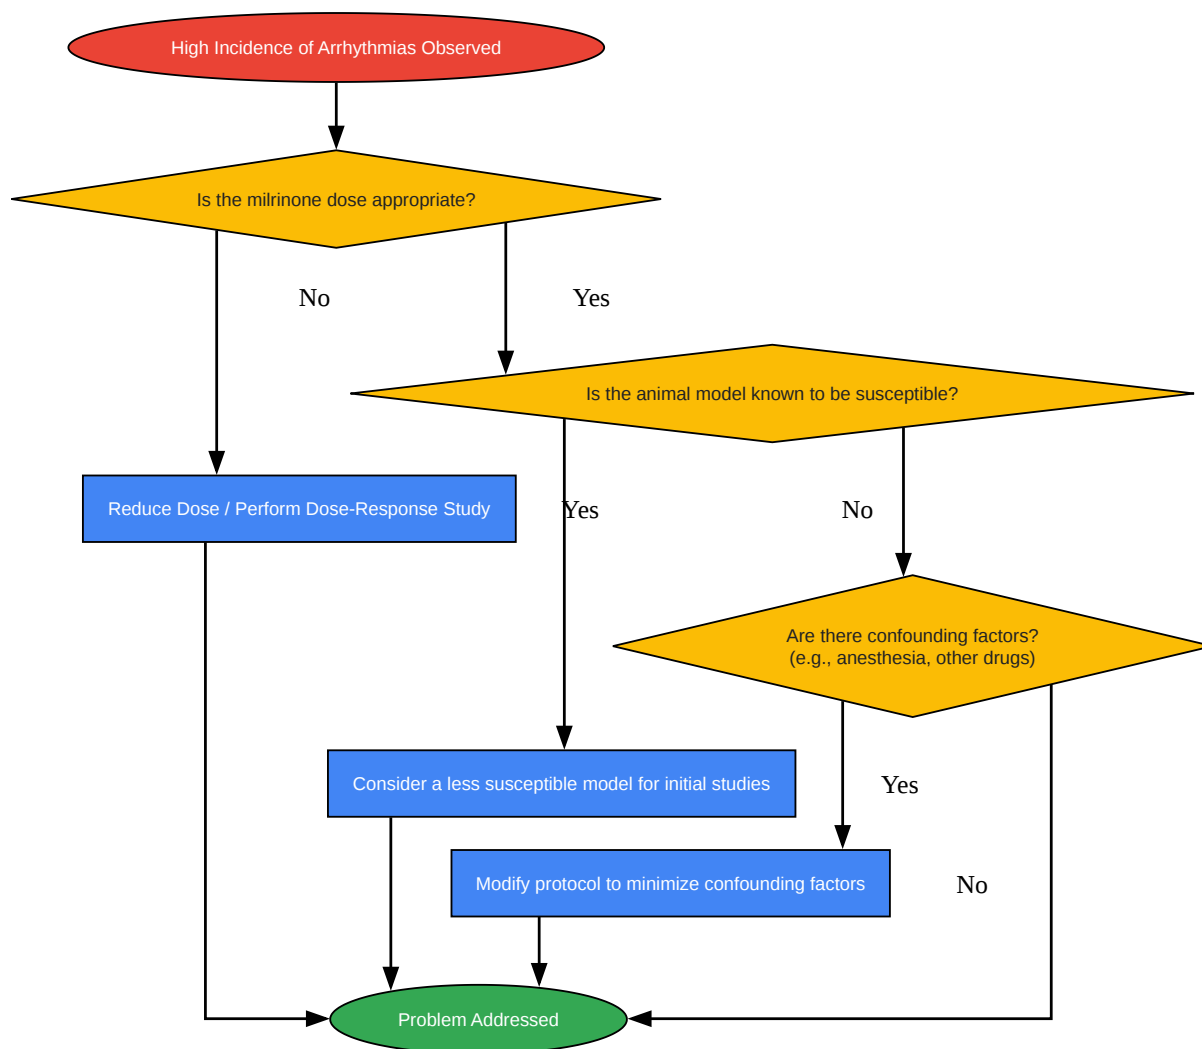 High Incidence of Arrhythmias Observed
Is the milrinone dose appropriate?
No
Yes
Is the animal model known to be susceptible?
Reduce Dose / Perform Dose-Response Study
Yes
No
Are there confounding factors?
(e.g., anesthesia, other drugs)
Consider a less susceptible model for initial studies
Yes
Modify protocol to minimize confounding factors
No
Problem Addressed